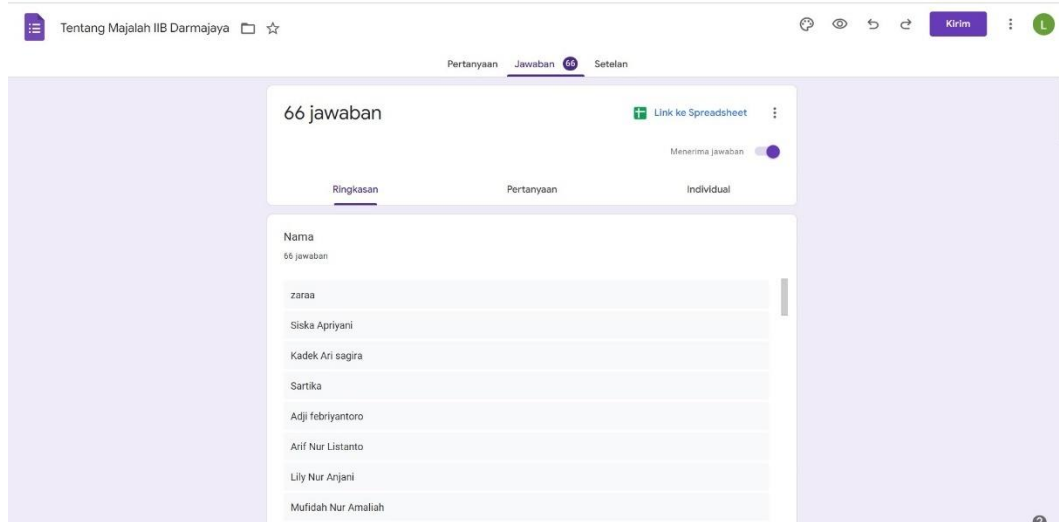 Tentang Majalah IIB Darmajaya
Kirim
L
Pertanyaan Jawaban 66 Setelan
66 jawaban
Link ke Spreadsheet
Menerima jawaban
Ringkasan Pertanyaan Individual
Nama
66 jawaban
zaraa
Siska Apriyani
Kadek Ari sagira
Sartika
Adji febriyantoro
Arif Nur Listanto
Lily Nur Anjani
Mufidah Nur Amaliah